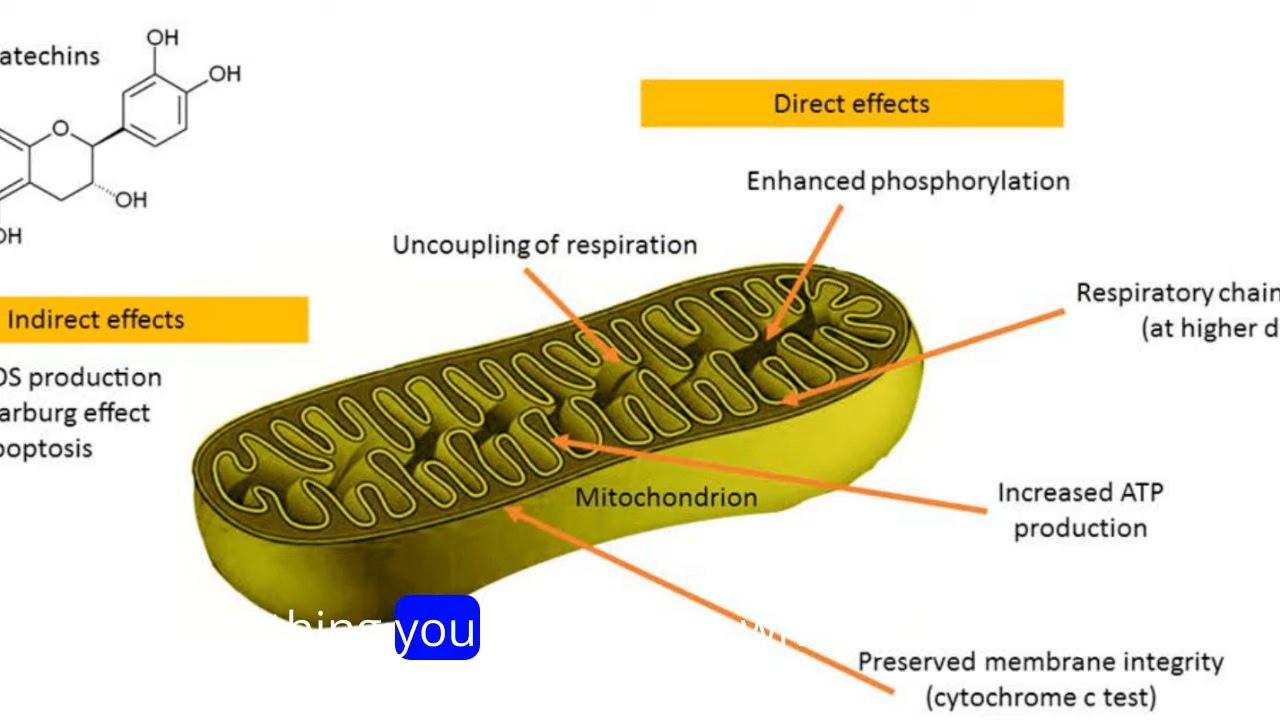 OH
atechins
OH
O
OH
OH
Direct effects
Enhanced phosphorylation
Uncoupling of respiration
Respiratory chain
(at higher d
Indirect effects
OS production
arburg effect
poptosis
Mitochondrion
Increased ATP
production
you
Preserved membrane integrity
(cytochrome c test)